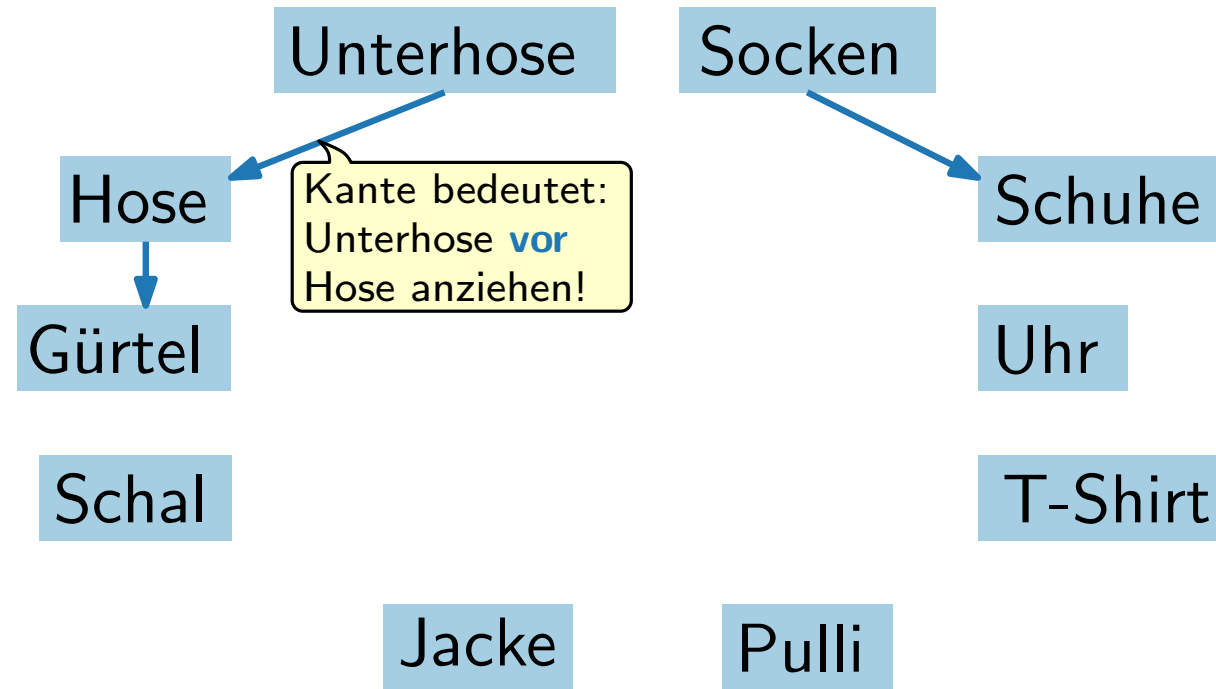 Unterhose
Socken
Hose
Kante bedeutet:
Unterhose vor
Hose anziehen!
Schuhe
Gürtel
Uhr
Schal
T-Shirt
Jacke
Pulli